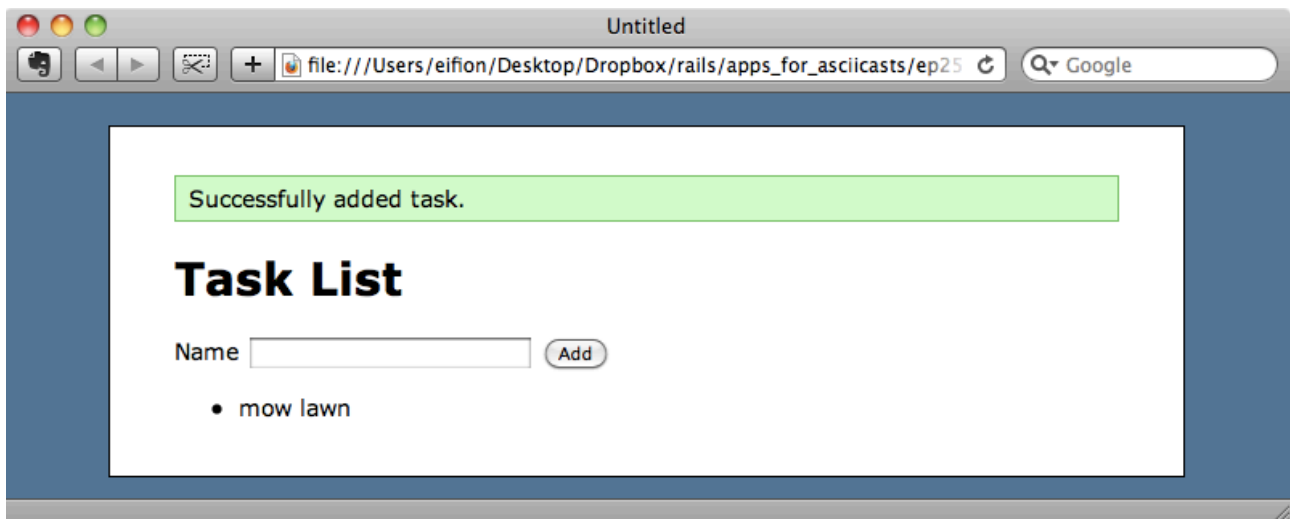 Untitled
+ file:///Users/eifion/Desktop/Dropbox/rails/apps_for_asciicasts/ep25 Google
Successfully added task.
Task List
Name Add
• mow lawn